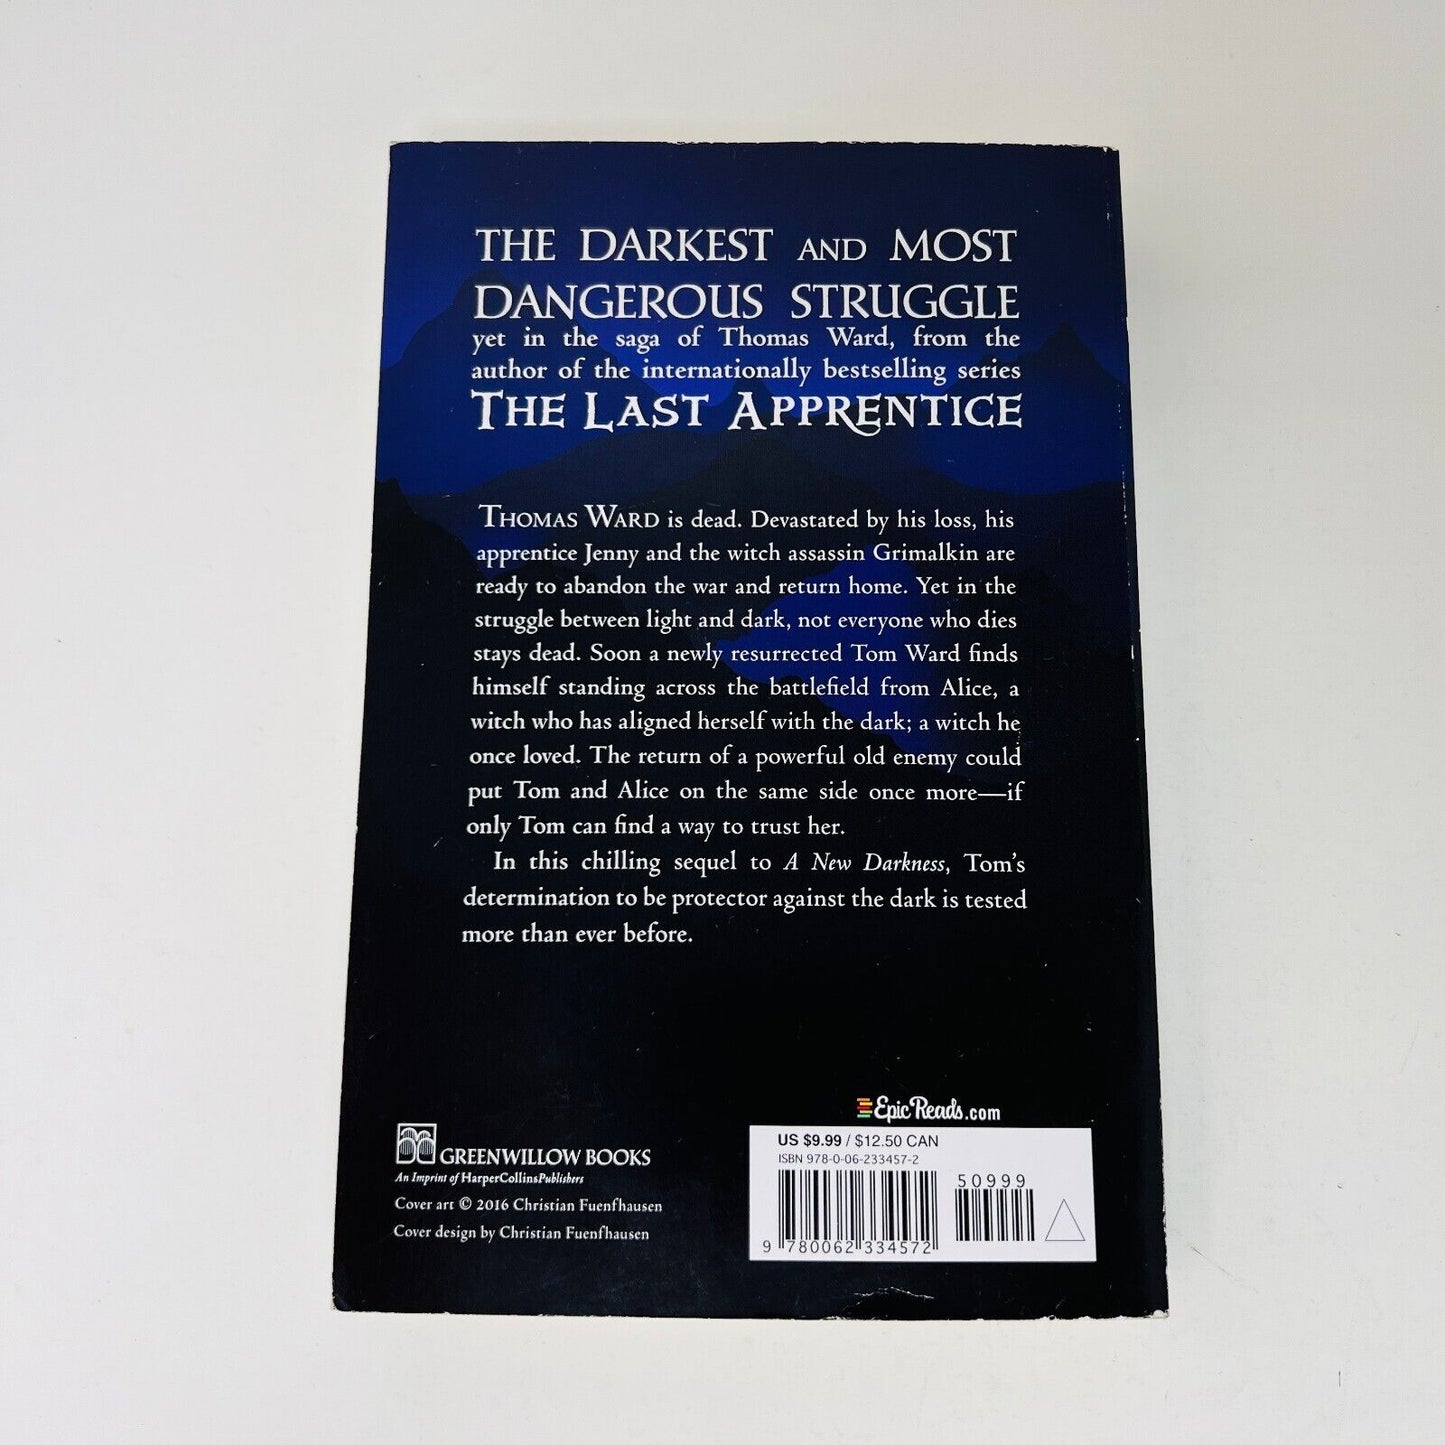 THE DARKEST AND MOST
DANGEROUS STRUGGLE
yet in the saga of Thomas Ward, from the
author of the internationally bestselling series
THE LAST APPRENTICE
THOMAS WARD is dead. Devastated by his loss, his
apprentice Jenny and the witch assassin Grimalkin are
ready to abandon the war and return home. Yet in the
struggle between light and dark, not everyone who dies
stays dead. Soon a newly resurrected Tom Ward finds
himself standing across the battlefield from Alice, a
witch who has aligned herself with the dark; a witch he
once loved. The return of a powerful old enemy could
put Tom and Alice on the same side once more—if
only Tom can find a way to trust her.
In this chilling sequel to A New Darkness, Tom's
determination to be protector against the dark is tested
more than ever before.
EpicReads.com
GREENWILLOW BOOKS
An Imprint of HarperCollinsPublishers
Cover art © 2016 Christian Fuenfhausen
Cover design by Christian Fuenfhausen
US $9.99 / $12.50 CAN
ISBN 978-0-06-233457-2
50999
9 780062 334572